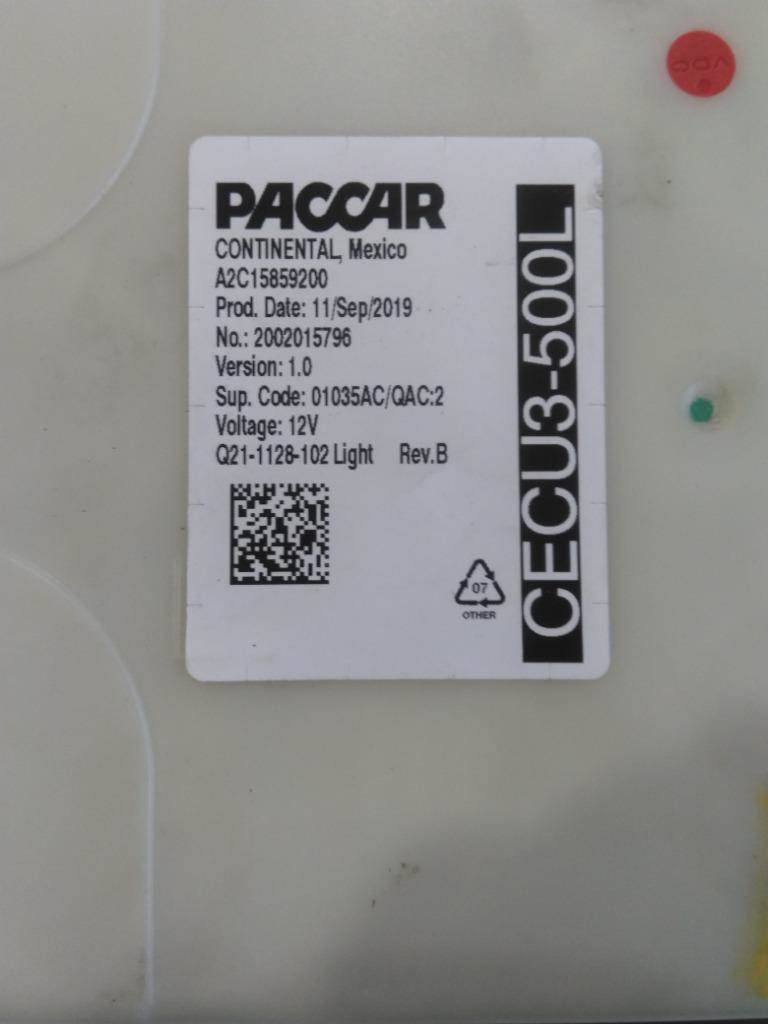 VDO
PACCAR
CONTINENTAL, Mexico
A2C15859200
Prod. Date: 11/Sep/2019
No.: 2002015796
Version: 1.0
Sup. Code: 01035AC/QAC:2
Voltage: 12V
Q21-1128-102 Light Rev.B
07
OTHER
CECU3-500L